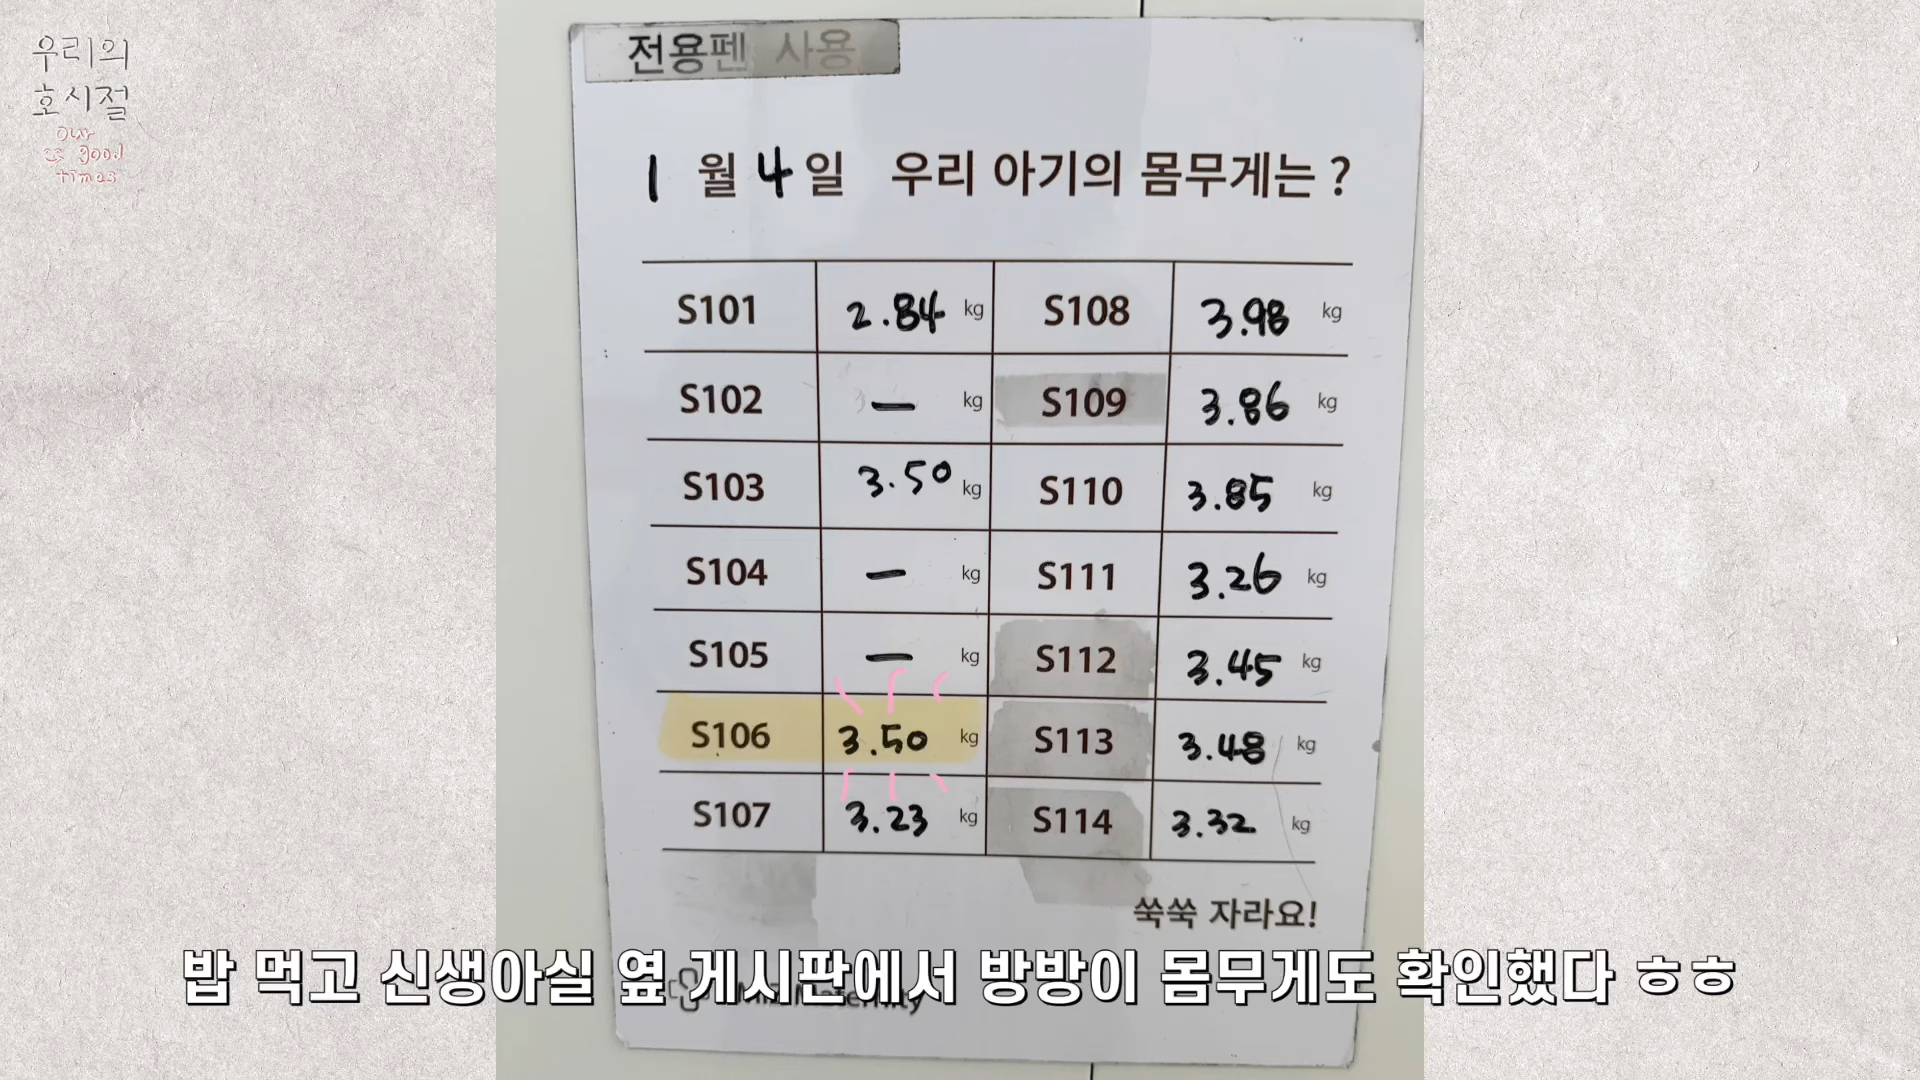 우리의
호시절
our
good
times
전용펜 사용
1 월 4 일 우리 아기의 몸무게는 ?
S101 2.84 kg S108 3.98 kg
S102 — kg S109 3.86 kg
S103 3.50 kg S110 3.85 kg
S104 — kg S111 3.26 kg
S105 — kg S112 3.45 kg
S106 3.50 kg S113 3.48 kg
S107 3.23 kg S114 3.32 kg
쑥쑥 자라요!
밥 먹고 신생아실 옆 게시판에서 방방이 몸무게도 확인했다 ㅎㅎ